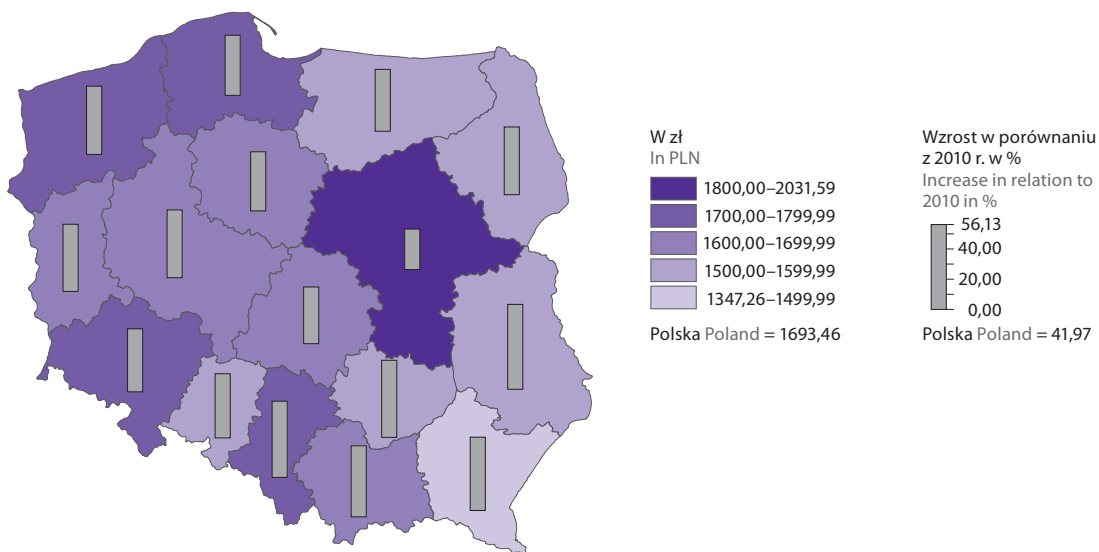 W zł
In PLN
1800,00–2031,59
1700,00–1799,99
1600,00–1699,99
1500,00–1599,99
1347,26–1499,99
Polska Poland = 1693,46
Wzrost w porównaniu
z 2010 r. w %
Increase in relation to
2010 in %
56,13
40,00
20,00
0,00
Polska Poland = 41,97